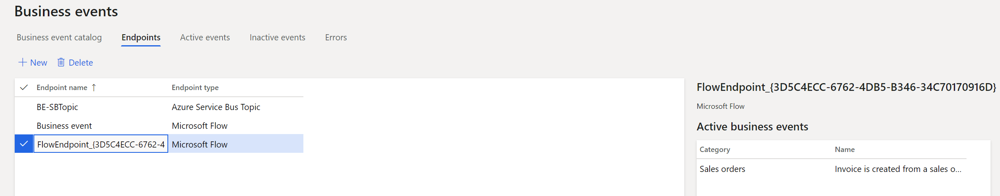 Business events
Business event catalog Endpoints Active events Inactive events Errors
New Delete
Endpoint name ↑ Endpoint type
BE-SBTopic Azure Service Bus Topic
Business event Microsoft Flow
FlowEndpoint_{3D5C4ECC-6762-4 Microsoft Flow
FlowEndpoint_{3D5C4ECC-6762-4DB5-B346-34C70170916D}
Microsoft Flow
Active business events
Category Name
Sales orders Invoice is created from a sales o...